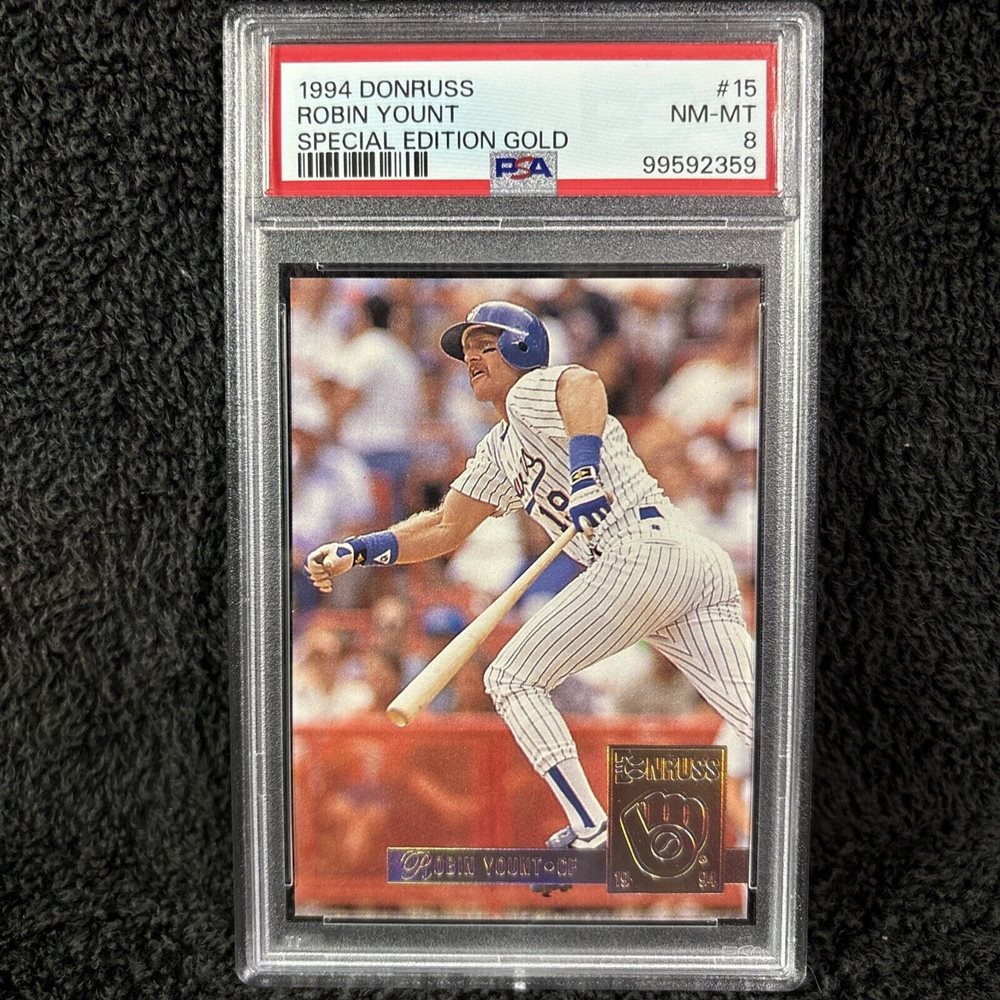 1994 DONRUSS #15
ROBIN YOUNT NM-MT
SPECIAL EDITION GOLD 8
PSA 99592359
19
DONRUSS
ROBIN YOUNT•CF
19 94
®